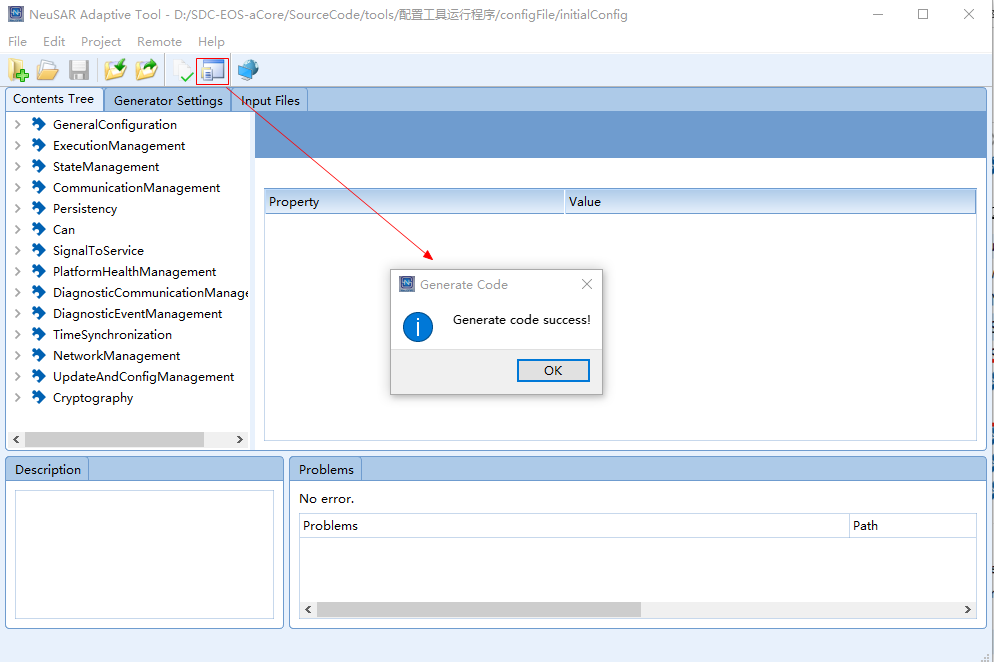 NeuSAR Adaptive Tool - D:/SDC-EOS-aCore/SourceCode/tools/配置工具运行程序/configFile/initialConfig
File Edit Project Remote Help
Contents Tree Generator Settings Input Files
GeneralConfiguration
ExecutionManagement
StateManagement
CommunicationManagement
Persistency
Can
SignalToService
PlatformHealthManagement
DiagnosticCommunicationManage
DiagnosticEventManagement
TimeSynchronization
NetworkManagement
UpdateAndConfigManagement
Cryptography
Property Value
Generate Code
Generate code success!
OK
Description
Problems
No error.
Problems Path